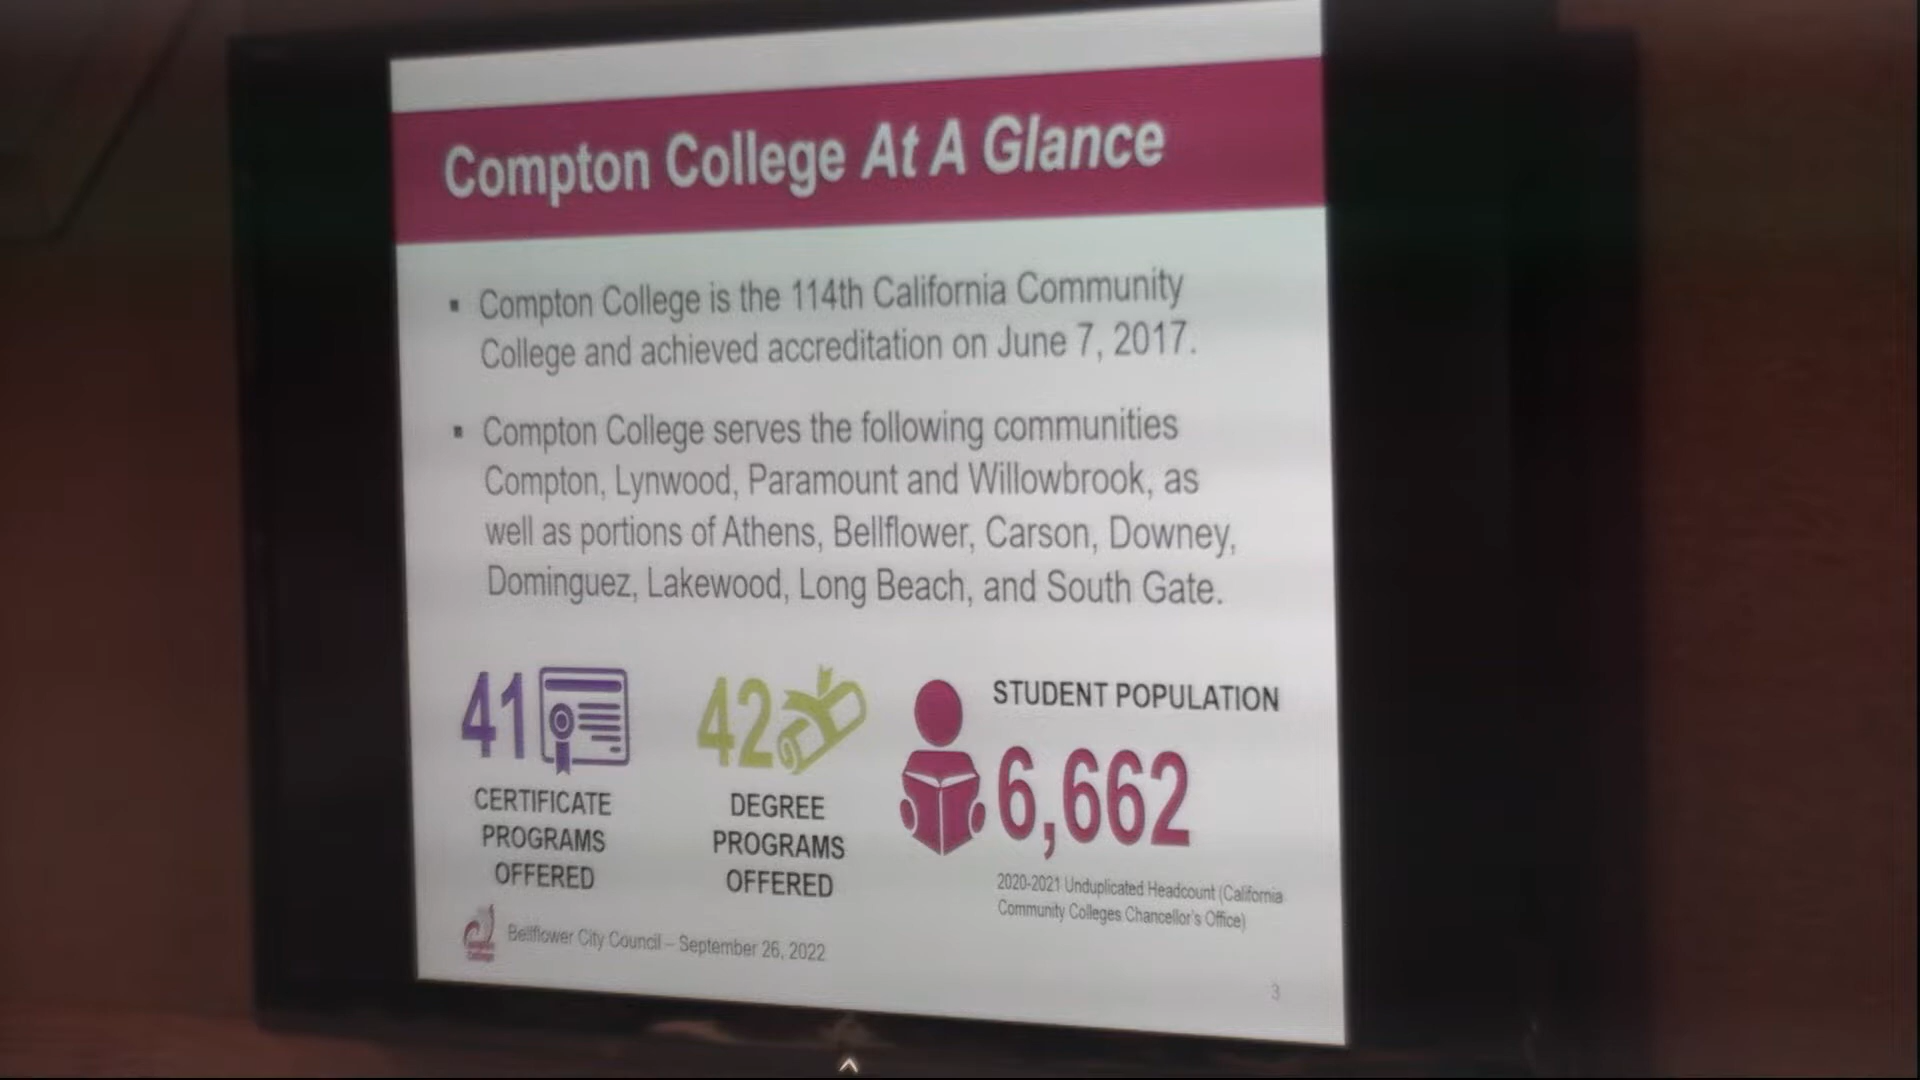 Compton College At A Glance
▪ Compton College is the 114th California Community
College and achieved accreditation on June 7, 2017.
▪ Compton College serves the following communities
Compton, Lynwood, Paramount and Willowbrook, as
well as portions of Athens, Bellflower, Carson, Downey,
Dominguez, Lakewood, Long Beach, and South Gate.
41
CERTIFICATE
PROGRAMS
OFFERED
42
DEGREE
PROGRAMS
OFFERED
STUDENT POPULATION
6,662
2020-2021 Unduplicated Headcount (California
Community Colleges Chancellor's Office)
Compton
College
Bellflower City Council – September 26, 2022
3